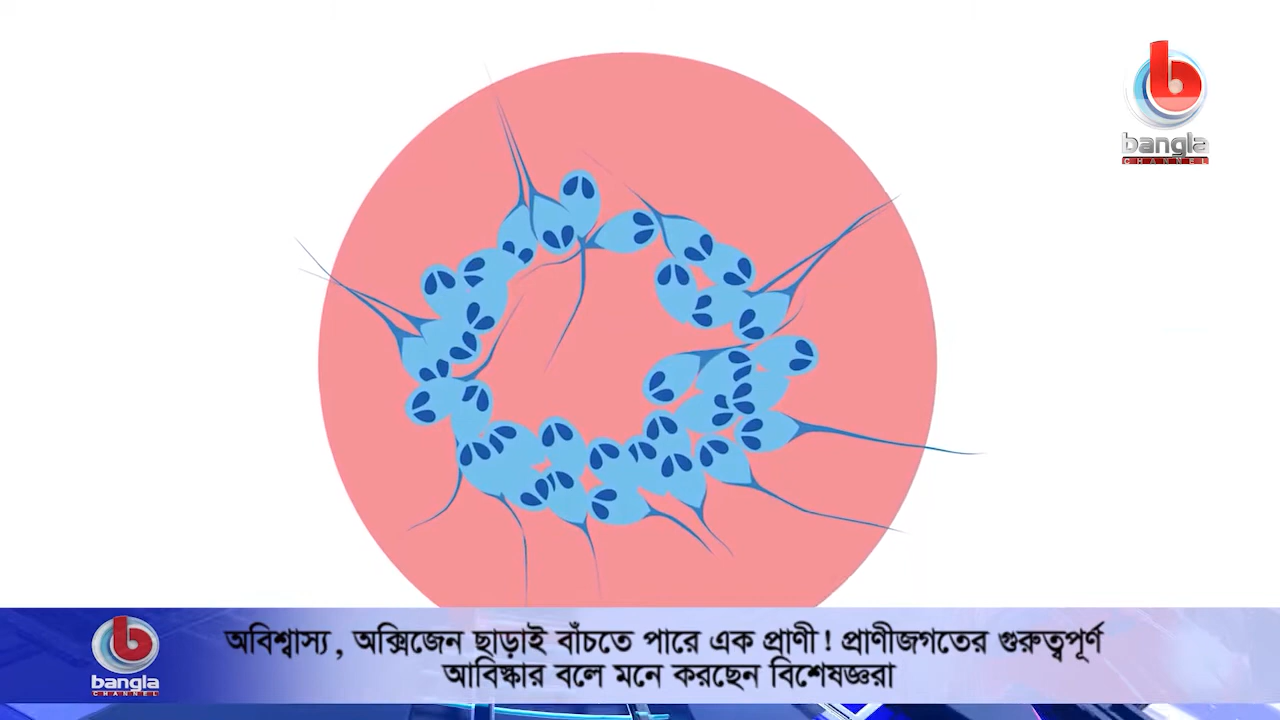 b
bangla
CHANNEL
b
bangla
CHANNEL
অবিশ্বাস্য, অক্সিজেন ছাড়াই বাঁচতে পারে এক প্রাণী! প্রাণীজগতের গুরুত্বপূর্ণ
আবিষ্কার বলে মনে করছেন বিশেষজ্ঞরা